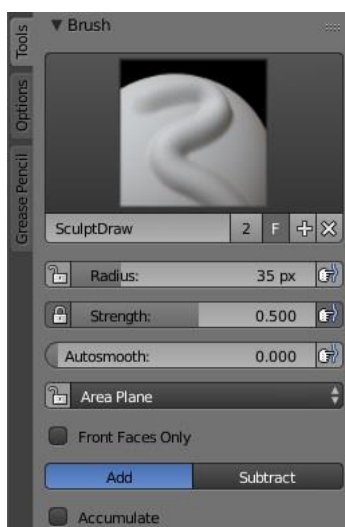 Tools
Options
Grease Pencil
Brush
SculptDraw 2 F
Radius: 35 px
Strength: 0.500
Autosmooth: 0.000
Area Plane
Front Faces Only
Add Subtract
Accumulate